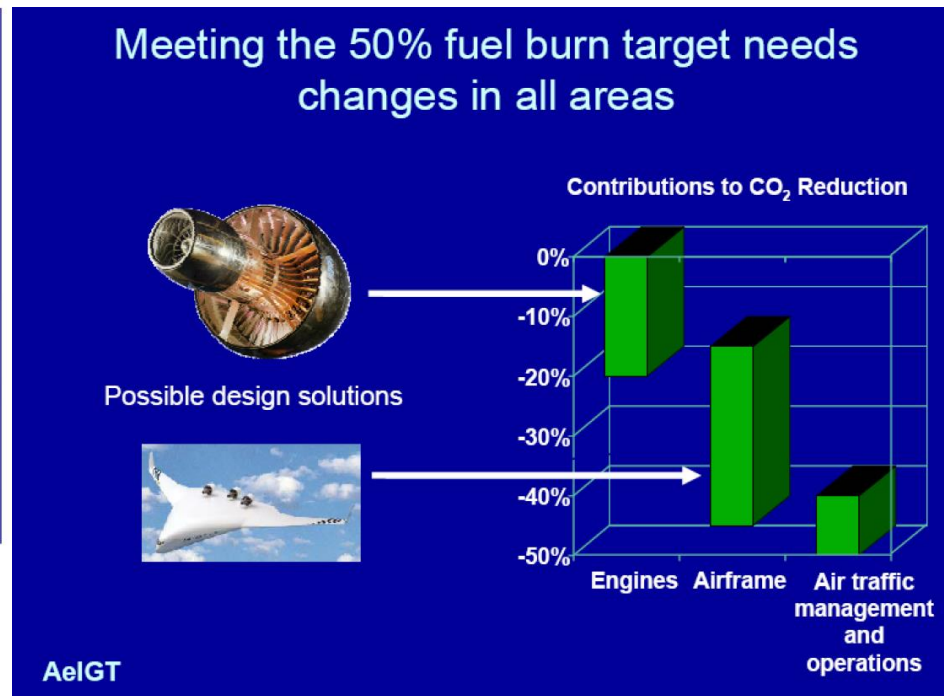 Meeting the 50% fuel burn target needs
changes in all areas
Contributions to CO₂ Reduction
0%
-10%
-20%
-30%
-40%
-50%
Possible design solutions
Engines
Airframe
Air traffic
management
and
operations
AeIGT